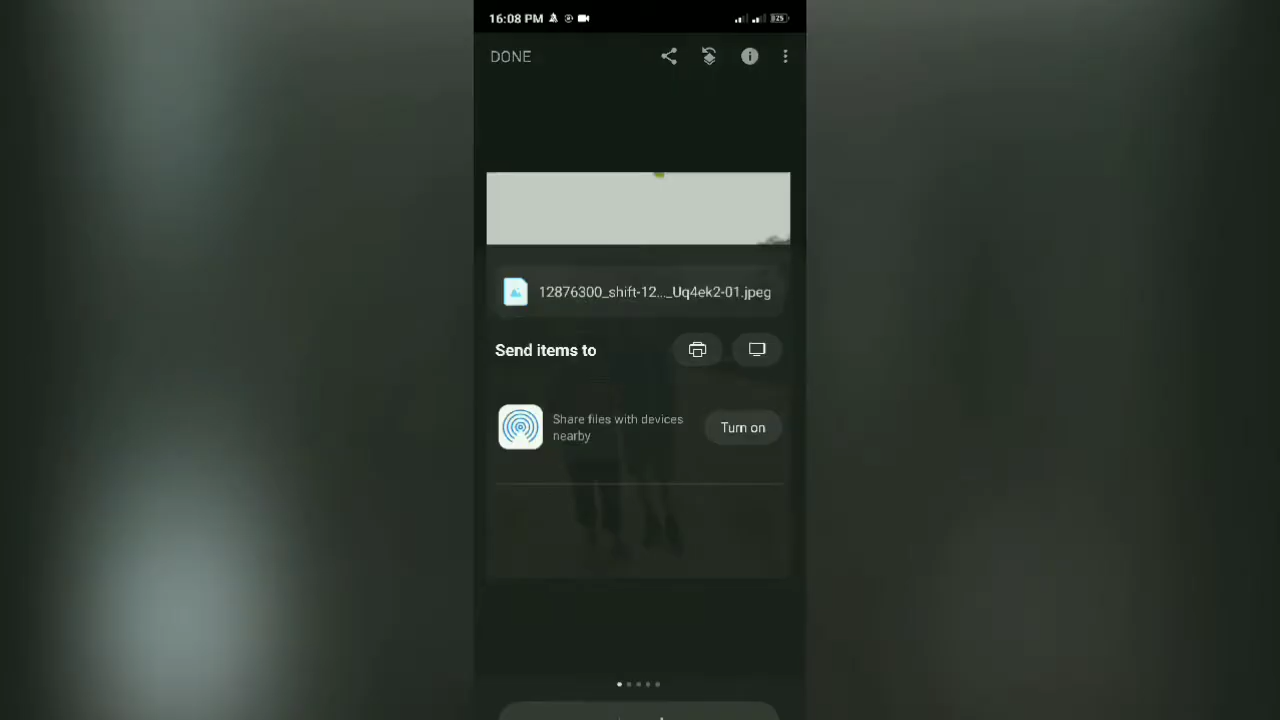 16:08 PM
DONE
12876300_shift-12..._Uq4ek2-01.jpeg
Send items to
Share files with devices
nearby
Turn on